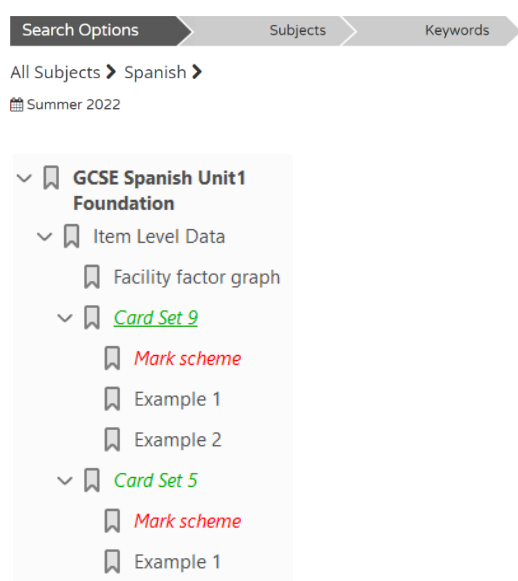 Search Options Subjects Keywords
All Subjects Spanish
Summer 2022
GCSE Spanish Unit1
Foundation
Item Level Data
Facility factor graph
Card Set 9
Mark scheme
Example 1
Example 2
Card Set 5
Mark scheme
Example 1